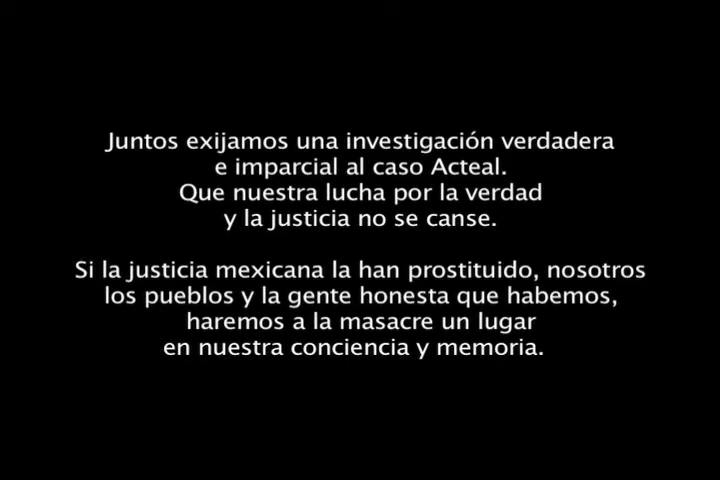 Juntos exijamos una investigación verdadera
e imparcial al caso Acteal.
Que nuestra lucha por la verdad
y la justicia no se canse.
Si la justicia mexicana la han prostituido, nosotros
los pueblos y la gente honesta que habemos,
haremos a la masacre un lugar
en nuestra conciencia y memoria.